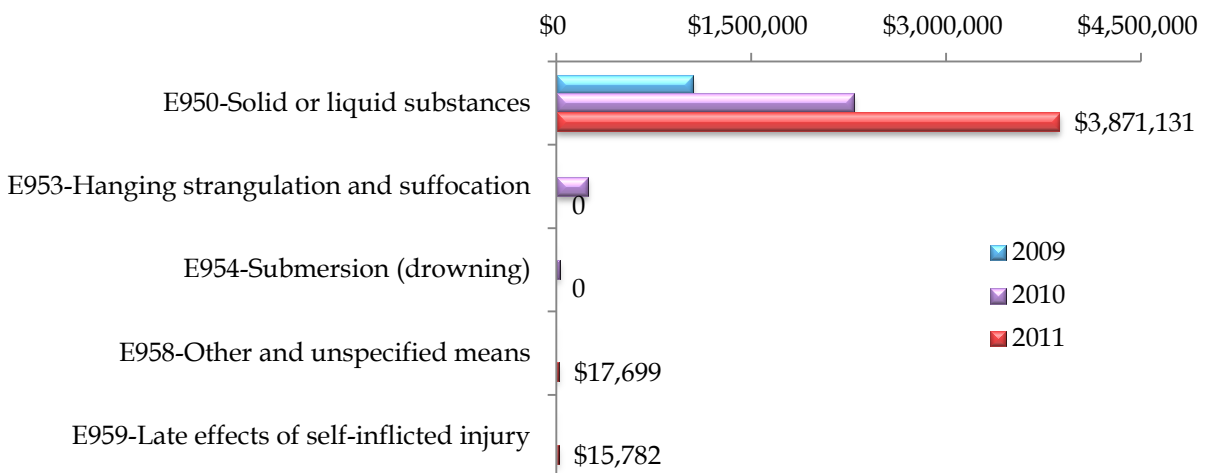 $0 $1,500,000 $3,000,000 $4,500,000
E950-Solid or liquid substances
$3,871,131
E953-Hanging strangulation and suffocation
0
E954-Submersion (drowning)
0
E958-Other and unspecified means
$17,699
E959-Late effects of self-inflicted injury
$15,782
2009
2010
2011